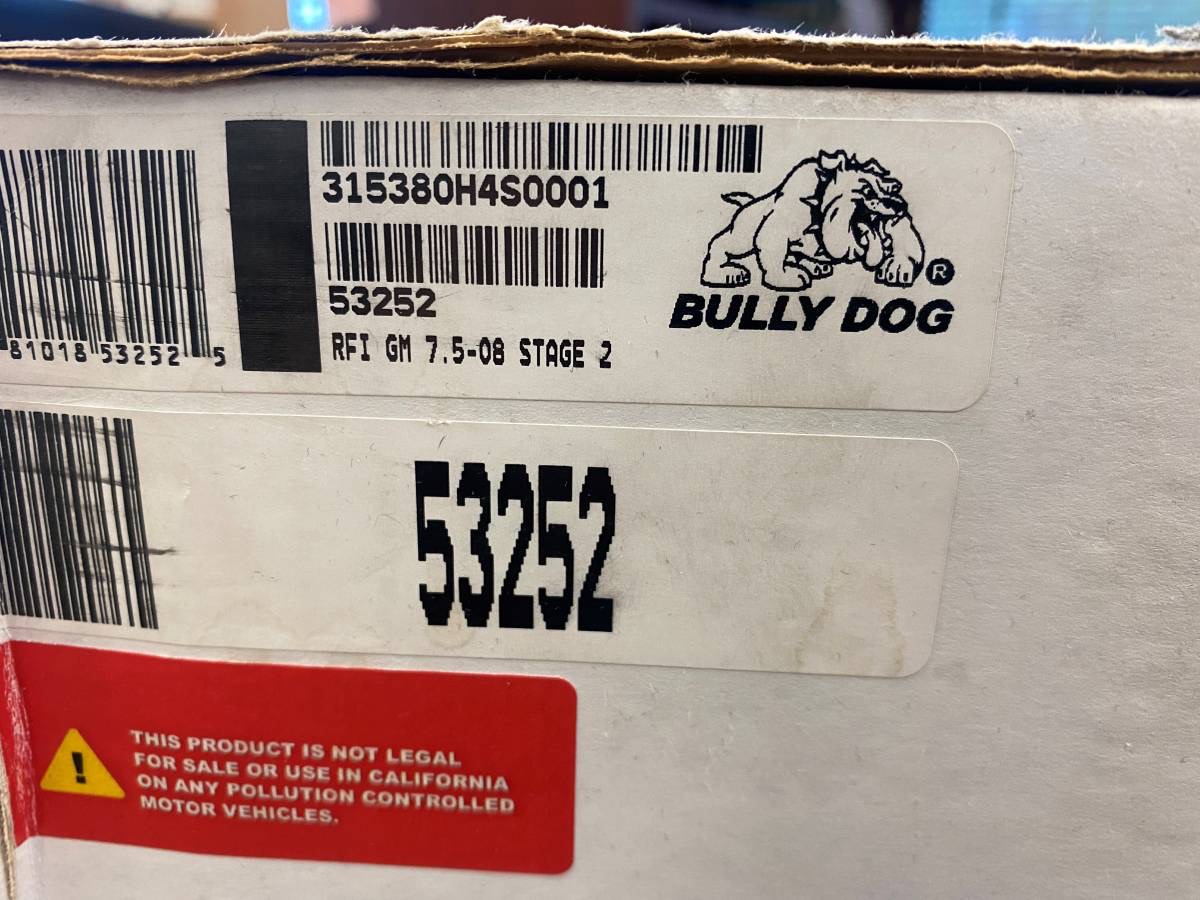 315380H4S0001
53252
RFI GM 7.5-08 STAGE 2
81018 53252 5
®
BULLY DOG
53252
!
THIS PRODUCT IS NOT LEGAL
FOR SALE OR USE IN CALIFORNIA
ON ANY POLLUTION CONTROLLED
MOTOR VEHICLES.